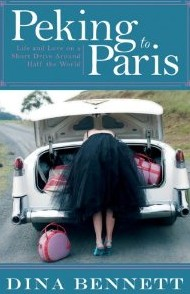 Peking
to
Paris
Life and Love on a
Short Drive Around
Half the World
DINA BENNETT